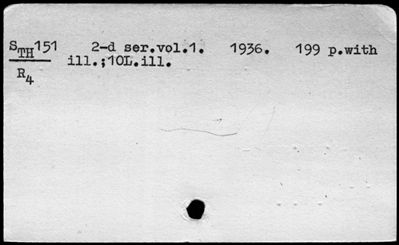 STH151 2-d ser.vol.1. 1936. 199 p.with
ill.;10L.ill.
R4